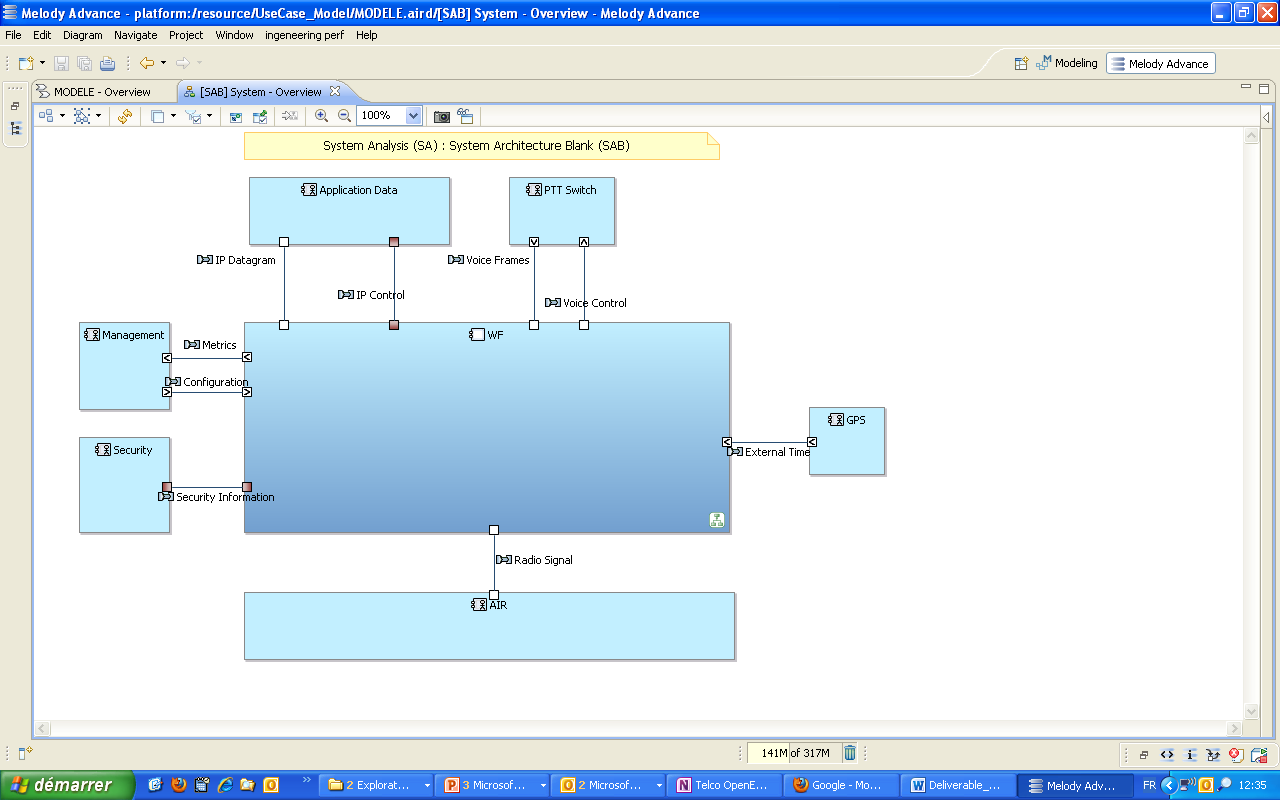 Melody Advance - platform:/resource/UseCase_Model/MODELE.aird/[SAB] System - Overview - Melody Advance
File Edit Diagram Navigate Project Window ingeneering perf Help
Modeling Melody Advance
MODELE - Overview [SAB] System - Overview
100%
System Analysis (SA) : System Architecture Blank (SAB)
Application Data PTT Switch
IP Datagram Voice Frames
IP Control Voice Control
Management Metrics WF
Configuration
GPS
Security External Time
Security Information
Radio Signal
AIR
141M of 317M
démarrer 2 Explorat... 3 Microsof... 2 Microsof... Telco OpenE... Google - Mo... Deliverable_... Melody Adv... FR 12:35